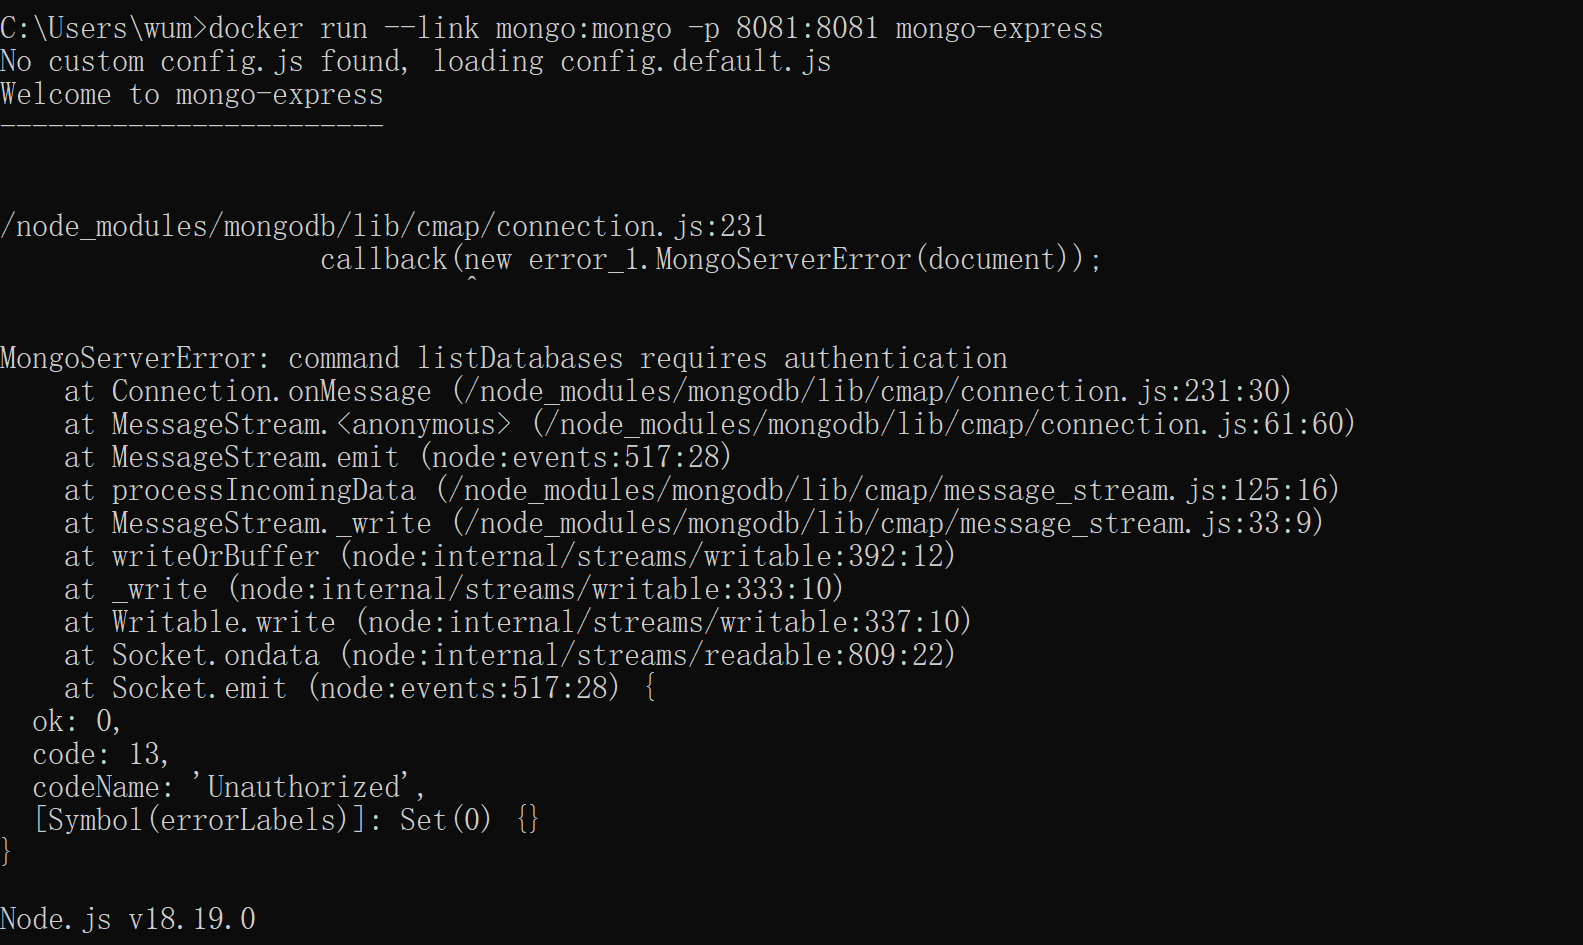 C:\Users\wum>docker run --link mongo:mongo -p 8081:8081 mongo-express
No custom config.js found, loading config.default.js
Welcome to mongo-express
------------------------
/node_modules/mongodb/lib/cmap/connection.js:231
                    callback(new error_1.MongoServerError(document));
                             ^
MongoServerError: command listDatabases requires authentication
    at Connection.onMessage (/node_modules/mongodb/lib/cmap/connection.js:231:30)
    at MessageStream.<anonymous> (/node_modules/mongodb/lib/cmap/connection.js:61:60)
    at MessageStream.emit (node:events:517:28)
    at processIncomingData (/node_modules/mongodb/lib/cmap/message_stream.js:125:16)
    at MessageStream._write (/node_modules/mongodb/lib/cmap/message_stream.js:33:9)
    at writeOrBuffer (node:internal/streams/writable:392:12)
    at _write (node:internal/streams/writable:333:10)
    at Writable.write (node:internal/streams/writable:337:10)
    at Socket.ondata (node:internal/streams/readable:809:22)
    at Socket.emit (node:events:517:28) {
  ok: 0,
  code: 13,
  codeName: 'Unauthorized',
  [Symbol(errorLabels)]: Set(0) {}
}
Node.js v18.19.0